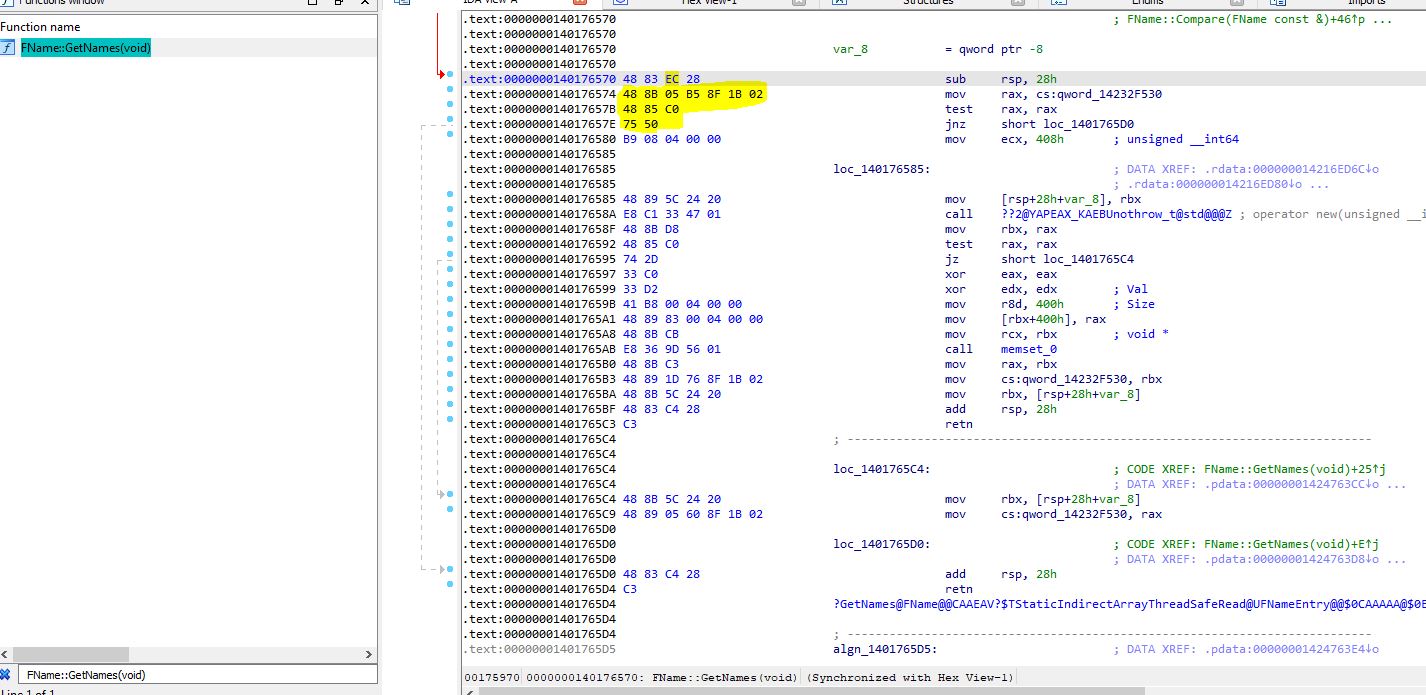 Functions window
IDA View-A
Hex View-1
Structures
Enums
Imports
Function name
f FName::GetNames(void)
.text:0000000140176570 ; FName::Compare(FName const &)+46↑p ...
.text:0000000140176570
.text:0000000140176570 var_8 = qword ptr -8
.text:0000000140176570
.text:0000000140176570 48 83 EC 28 sub rsp, 28h
.text:0000000140176574 48 8B 05 B5 8F 1B 02 mov rax, cs:qword_14232F530
.text:000000014017657B 48 85 C0 test rax, rax
.text:000000014017657E 75 50 jnz short loc_1401765D0
.text:0000000140176580 B9 08 04 00 00 mov ecx, 408h ; unsigned __int64
.text:0000000140176585
.text:0000000140176585 loc_140176585: ; DATA XREF: .rdata:000000014216ED6C↓o
.text:0000000140176585 ; .rdata:000000014216ED80↓o ...
.text:0000000140176585 48 89 5C 24 20 mov [rsp+28h+var_8], rbx
.text:000000014017658A E8 C1 33 47 01 call ??2@YAPEAX_KAEBUnothrow_t@std@@@Z ; operator new(unsigned __i
.text:000000014017658F 48 8B D8 mov rbx, rax
.text:0000000140176592 48 85 C0 test rax, rax
.text:0000000140176595 74 2D jz short loc_1401765C4
.text:0000000140176597 33 C0 xor eax, eax
.text:0000000140176599 33 D2 xor edx, edx ; Val
.text:000000014017659B 41 B8 00 04 00 00 mov r8d, 400h ; Size
.text:00000001401765A1 48 89 83 00 04 00 00 mov [rbx+400h], rax
.text:00000001401765A8 48 8B CB mov rcx, rbx ; void *
.text:00000001401765AB E8 36 9D 56 01 call memset_0
.text:00000001401765B0 48 8B C3 mov rax, rbx
.text:00000001401765B3 48 89 1D 76 8F 1B 02 mov cs:qword_14232F530, rbx
.text:00000001401765BA 48 8B 5C 24 20 mov rbx, [rsp+28h+var_8]
.text:00000001401765BF 48 83 C4 28 add rsp, 28h
.text:00000001401765C3 C3 retn
.text:00000001401765C4 ; ---------------------------------------------------------------------------
.text:00000001401765C4
.text:00000001401765C4 loc_1401765C4: ; CODE XREF: FName::GetNames(void)+25↑j
.text:00000001401765C4 ; DATA XREF: .pdata:00000001424763CC↓o ...
.text:00000001401765C4 48 8B 5C 24 20 mov rbx, [rsp+28h+var_8]
.text:00000001401765C9 48 89 05 60 8F 1B 02 mov cs:qword_14232F530, rax
.text:00000001401765D0
.text:00000001401765D0 loc_1401765D0: ; CODE XREF: FName::GetNames(void)+E↑j
.text:00000001401765D0 ; DATA XREF: .pdata:00000001424763D8↓o ...
.text:00000001401765D0 48 83 C4 28 add rsp, 28h
.text:00000001401765D4 C3 retn
.text:00000001401765D4 ?GetNames@FName@@CAAEAV?$TStaticIndirectArrayThreadSafeRead@UFNameEntry@@$0CAAAAA@$0E
.text:00000001401765D4
.text:00000001401765D4 ; ---------------------------------------------------------------------------
.text:00000001401765D5 algn_1401765D5: ; DATA XREF: .pdata:00000001424763E4↓o
FName::GetNames(void)
Line 1 of 1
00175970 0000000140176570: FName::GetNames(void) (Synchronized with Hex View-1)